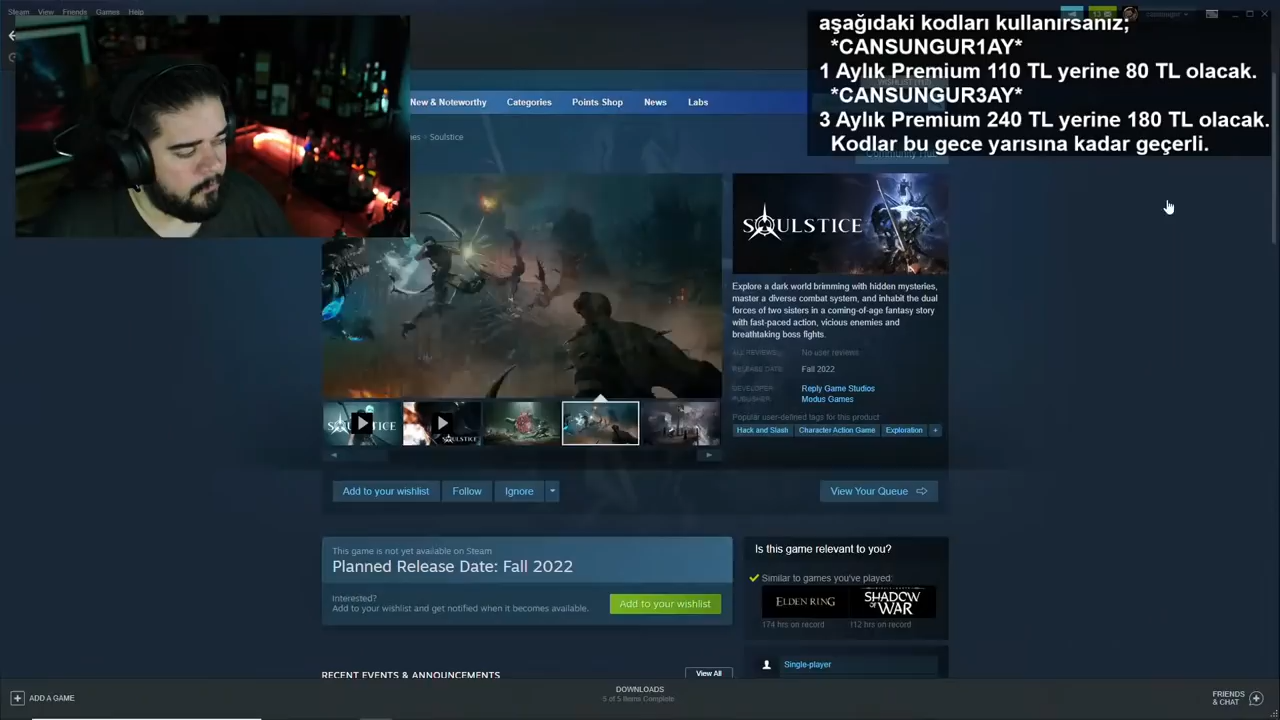 Steam View Friends Games Help
aşağıdaki kodları kullanırsanız;
*CANSUNGUR1AY*
1 Aylık Premium 110 TL yerine 80 TL olacak.
*CANSUNGUR3AY*
3 Aylık Premium 240 TL yerine 180 TL olacak.
Kodlar bu gece yarısına kadar geçerli.
New & Noteworthy Categories Points Shop News Labs
> Soulstice
Community Hub
SOULSTICE
Explore a dark world brimming with hidden mysteries,
master a diverse combat system, and inhabit the dual
forces of two sisters in a coming-of-age fantasy story
with fast-paced action, vicious enemies and
breathtaking boss fights.
ALL REVIEWS: No user reviews
RELEASE DATE: Fall 2022
DEVELOPER: Reply Game Studios
PUBLISHER: Modus Games
Popular user-defined tags for this product
Hack and Slash Character Action Game Exploration +
SOULSTICE
SOULSTICE
Add to your wishlist Follow Ignore
View Your Queue
This game is not yet available on Steam
Planned Release Date: Fall 2022
Interested?
Add to your wishlist and get notified when it becomes available.
Add to your wishlist
Is this game relevant to you?
Similar to games you've played:
ELDEN RING
SHADOW OF WAR
174 hrs on record
112 hrs on record
Single-player
RECENT EVENTS & ANNOUNCEMENTS
View All
ADD A GAME
DOWNLOADS
5 of 5 Items Complete
FRIENDS
& CHAT